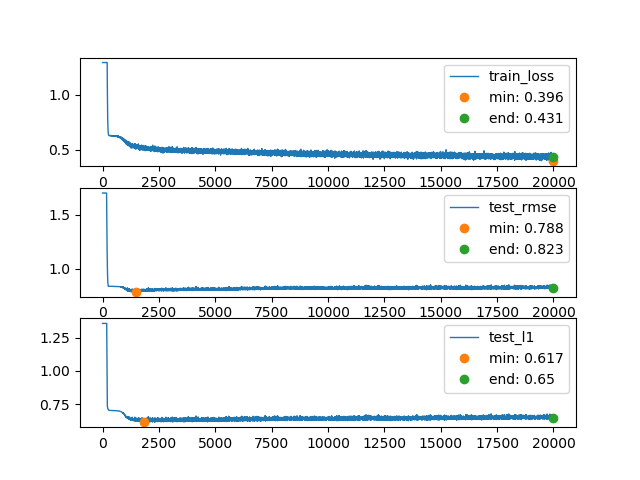 1.0
0.5
train_loss
min: 0.396
end: 0.431
0 2500 5000 7500 10000 12500 15000 17500 20000
1.5
1.0
test_rmse
min: 0.788
end: 0.823
0 2500 5000 7500 10000 12500 15000 17500 20000
1.25
1.00
0.75
test_l1
min: 0.617
end: 0.65
0 2500 5000 7500 10000 12500 15000 17500 20000